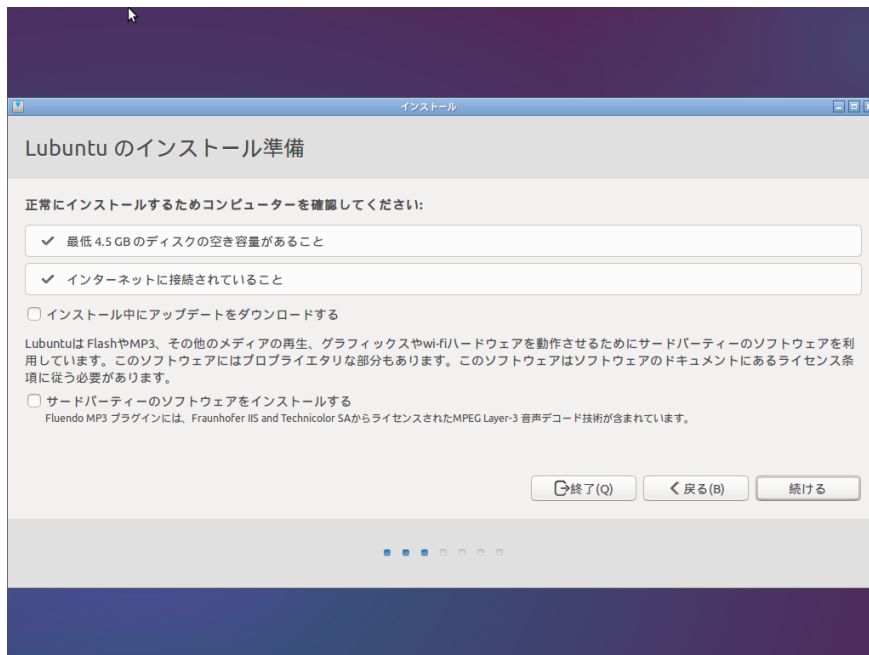 インストール
Lubuntu のインストール準備
正常にインストールするためコンピューターを確認してください:
最低 4.5 GB のディスクの空き容量があること
インターネットに接続されていること
インストール中にアップデートをダウンロードする
Lubuntuは FlashやMP3、その他のメディアの再生、グラフィックスやwi-fiハードウェアを動作させるためにサードパーティーのソフトウェアを利
用しています。このソフトウェアにはプロプライエタリな部分もあります。このソフトウェアはソフトウェアのドキュメントにあるライセンス条
項に従う必要があります。
サードパーティーのソフトウェアをインストールする
Fluendo MP3 プラグインには、Fraunhofer IIS and Technicolor SAからライセンスされたMPEG Layer-3 音声デコード技術が含まれています。
終了(Q) 戻る(B) 続ける